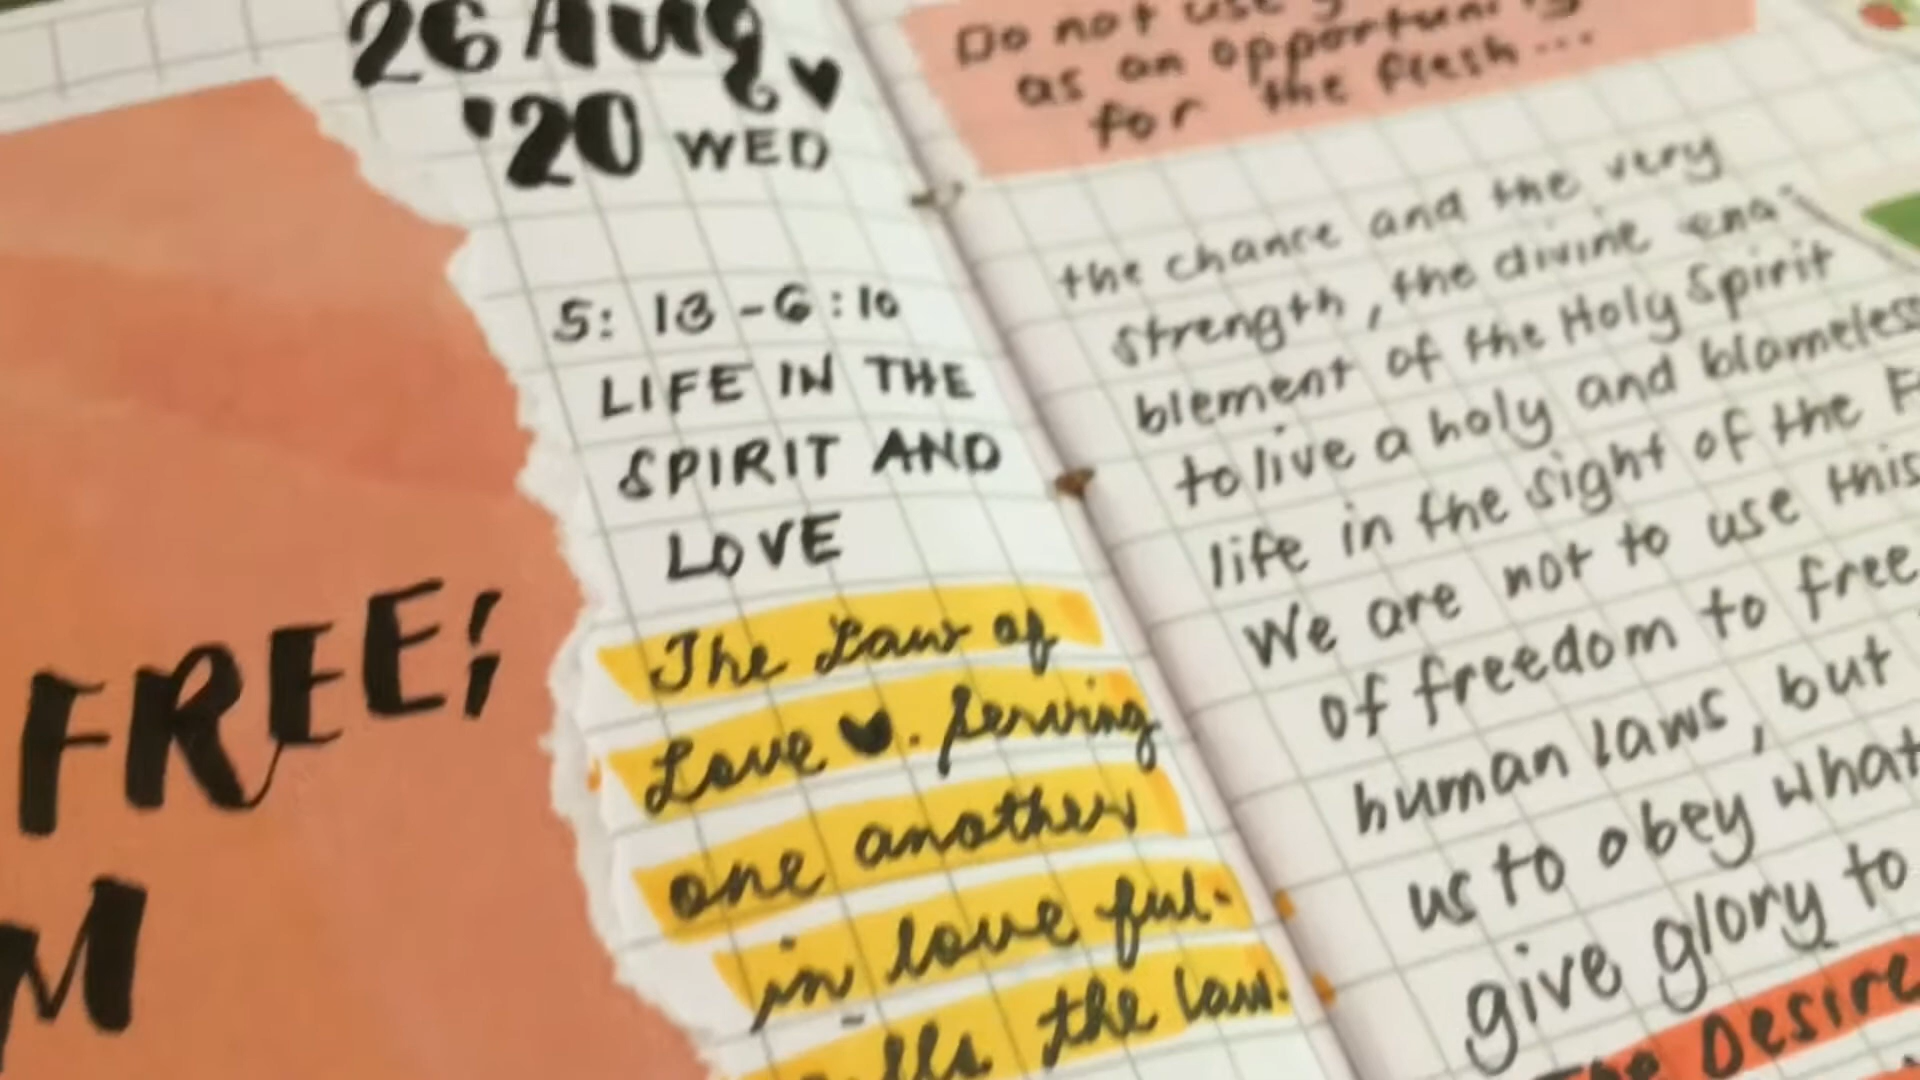 26 Aug
'20 WED
5: 13 - 6:10
LIFE IN THE
SPIRIT AND
LOVE
The Law of
Love ♥. Serving
one another
in love ful-
the law.
FREE;
M
Do not use
as an opportunity
for the flesh...
the chance and the very
strength, the divine ena-
blement of the Holy Spirit
to live a holy and blameless
life in the sight of the
We are not to use this
of freedom to free
human laws, but
us to obey what
give glory to
Desire